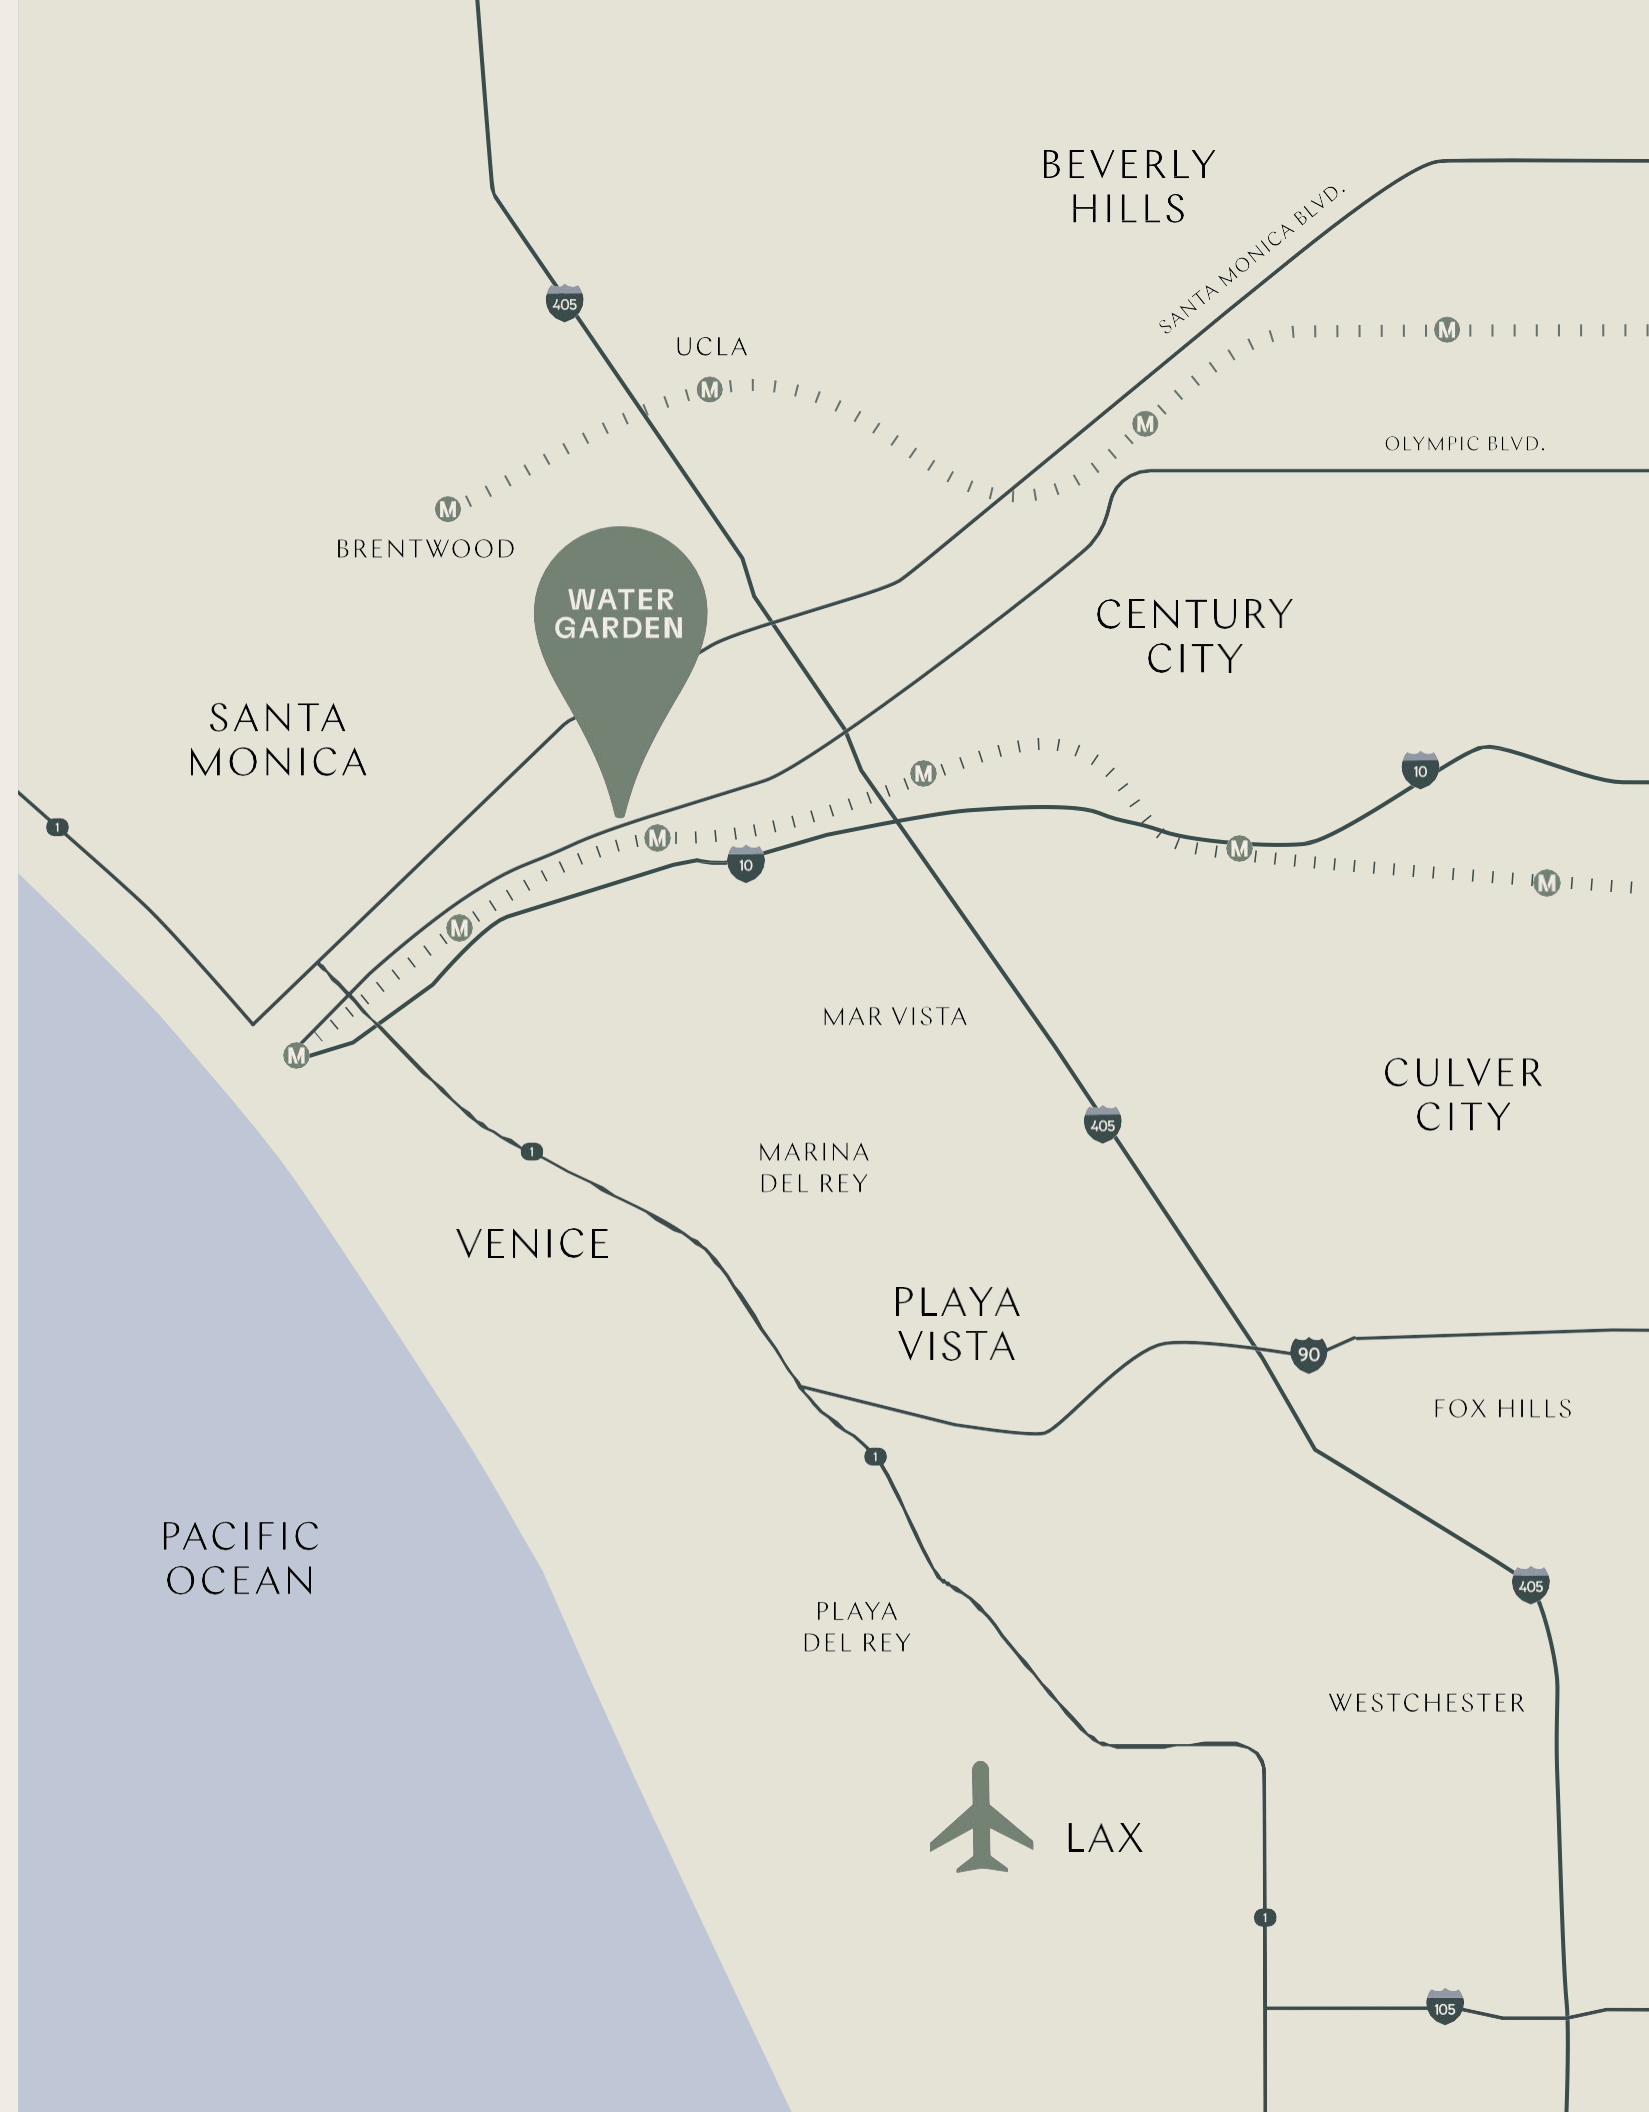 BEVERLY
HILLS
SANTA MONICA BLVD.
405
UCLA
M
M
M
OLYMPIC BLVD.
M
BRENTWOOD
WATER
GARDEN
CENTURY
CITY
SANTA
MONICA
10
M
1
M
10
M
M
M
MAR VISTA
M
CULVER
CITY
405
1
MARINA
DEL REY
VENICE
PLAYA
VISTA
90
FOX HILLS
1
PACIFIC
OCEAN
405
PLAYA
DEL REY
WESTCHESTER
LAX
1
105